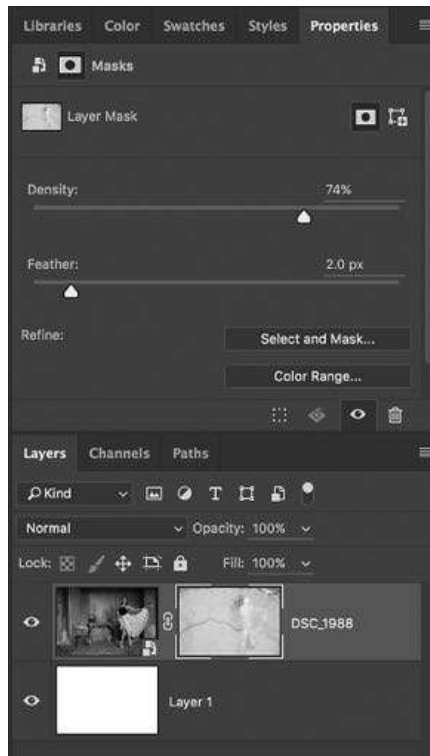 Libraries Color Swatches Styles Properties
Masks
Layer Mask
Density: 74%
Feather: 2.0 px
Refine: Select and Mask...
Color Range...
Layers Channels Paths
Kind
Normal Opacity: 100%
Lock: Fill: 100%
DSC_1988
Layer 1